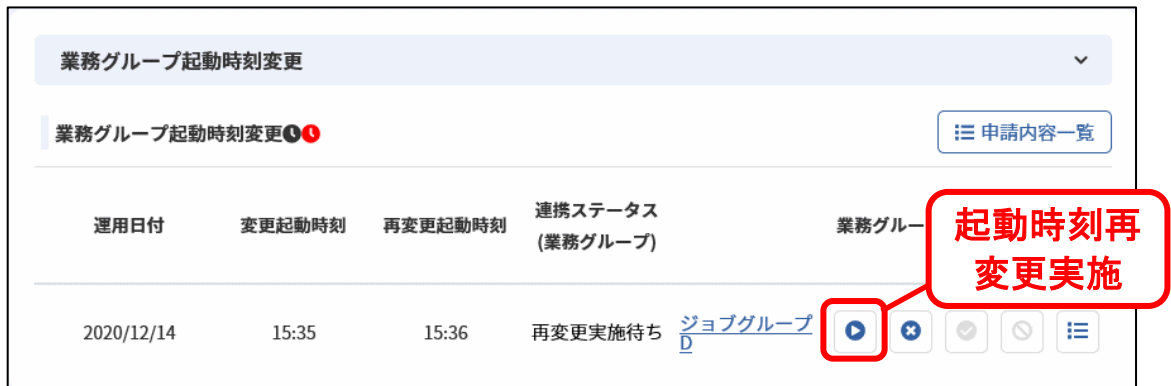 業務グループ起動時刻変更
業務グループ起動時刻変更
申請内容一覧
運用日付
変更起動時刻
再変更起動時刻
連携ステータス
(業務グループ)
業務グルー
起動時刻再
変更実施
2020/12/14
15:35
15:36
再変更実施待ち
ジョブグループ
D